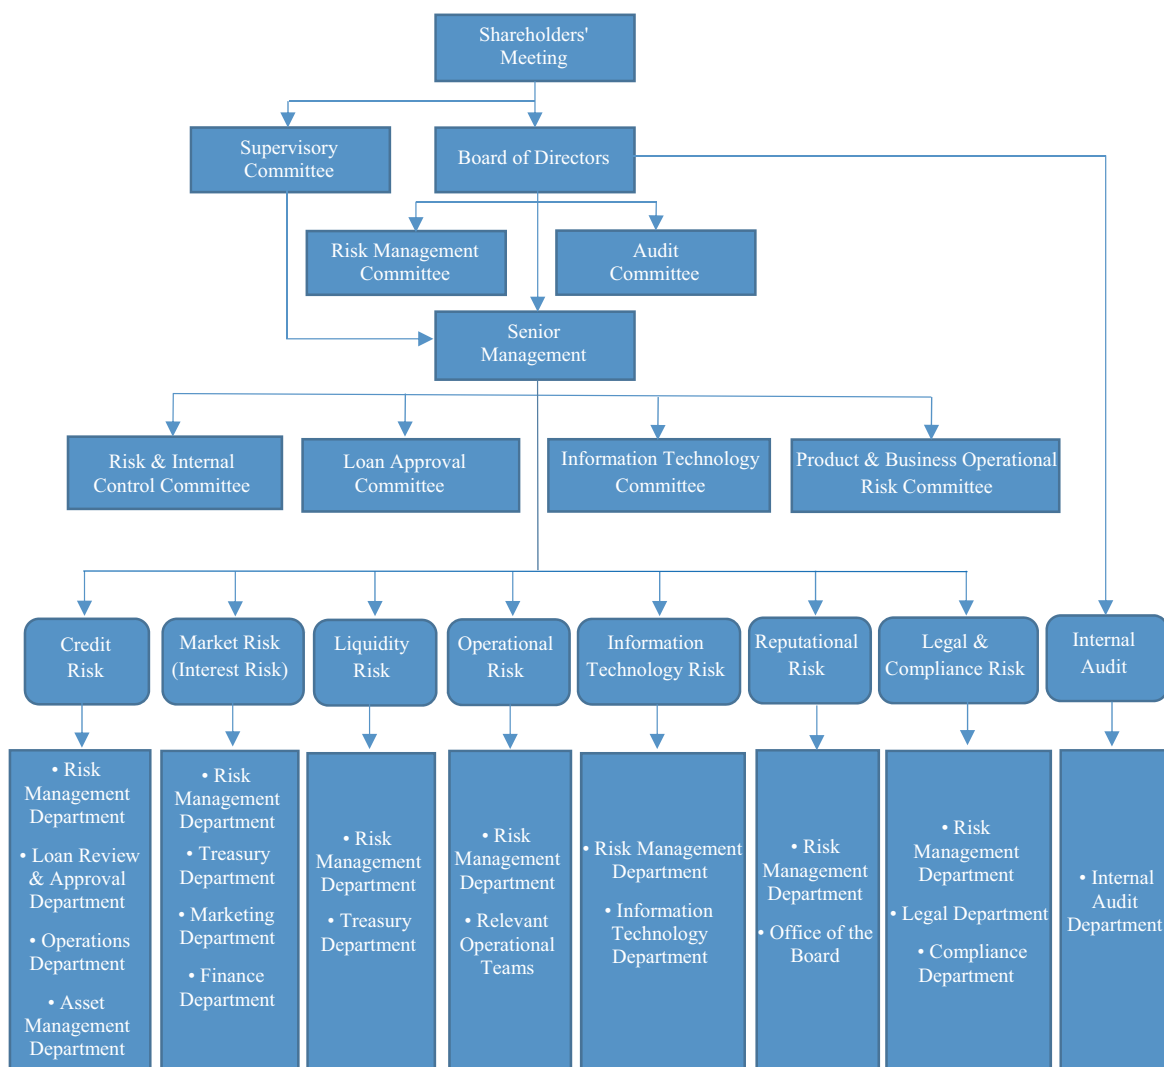 Shareholders'
Meeting
Supervisory
Committee
Board of Directors
Risk Management
Committee
Audit
Committee
Senior
Management
Risk & Internal
Control Committee
Loan Approval
Committee
Information Technology
Committee
Product & Business Operational
Risk Committee
Credit
Risk
Market Risk
(Interest Risk)
Liquidity
Risk
Operational
Risk
Information
Technology Risk
Reputational
Risk
Legal &
Compliance Risk
Internal
Audit
• Risk
Management
Department
• Loan Review
& Approval
Department
• Operations
Department
• Asset
Management
Department
• Risk
Management
Department
• Treasury
Department
• Marketing
Department
• Finance
Department
• Risk
Management
Department
• Treasury
Department
• Risk
Management
Department
• Relevant
Operational
Teams
• Risk Management
Department
• Information
Technology
Department
• Risk
Management
Department
• Office of the
Board
• Risk
Management
Department
• Legal Department
• Compliance
Department
• Internal
Audit
Department